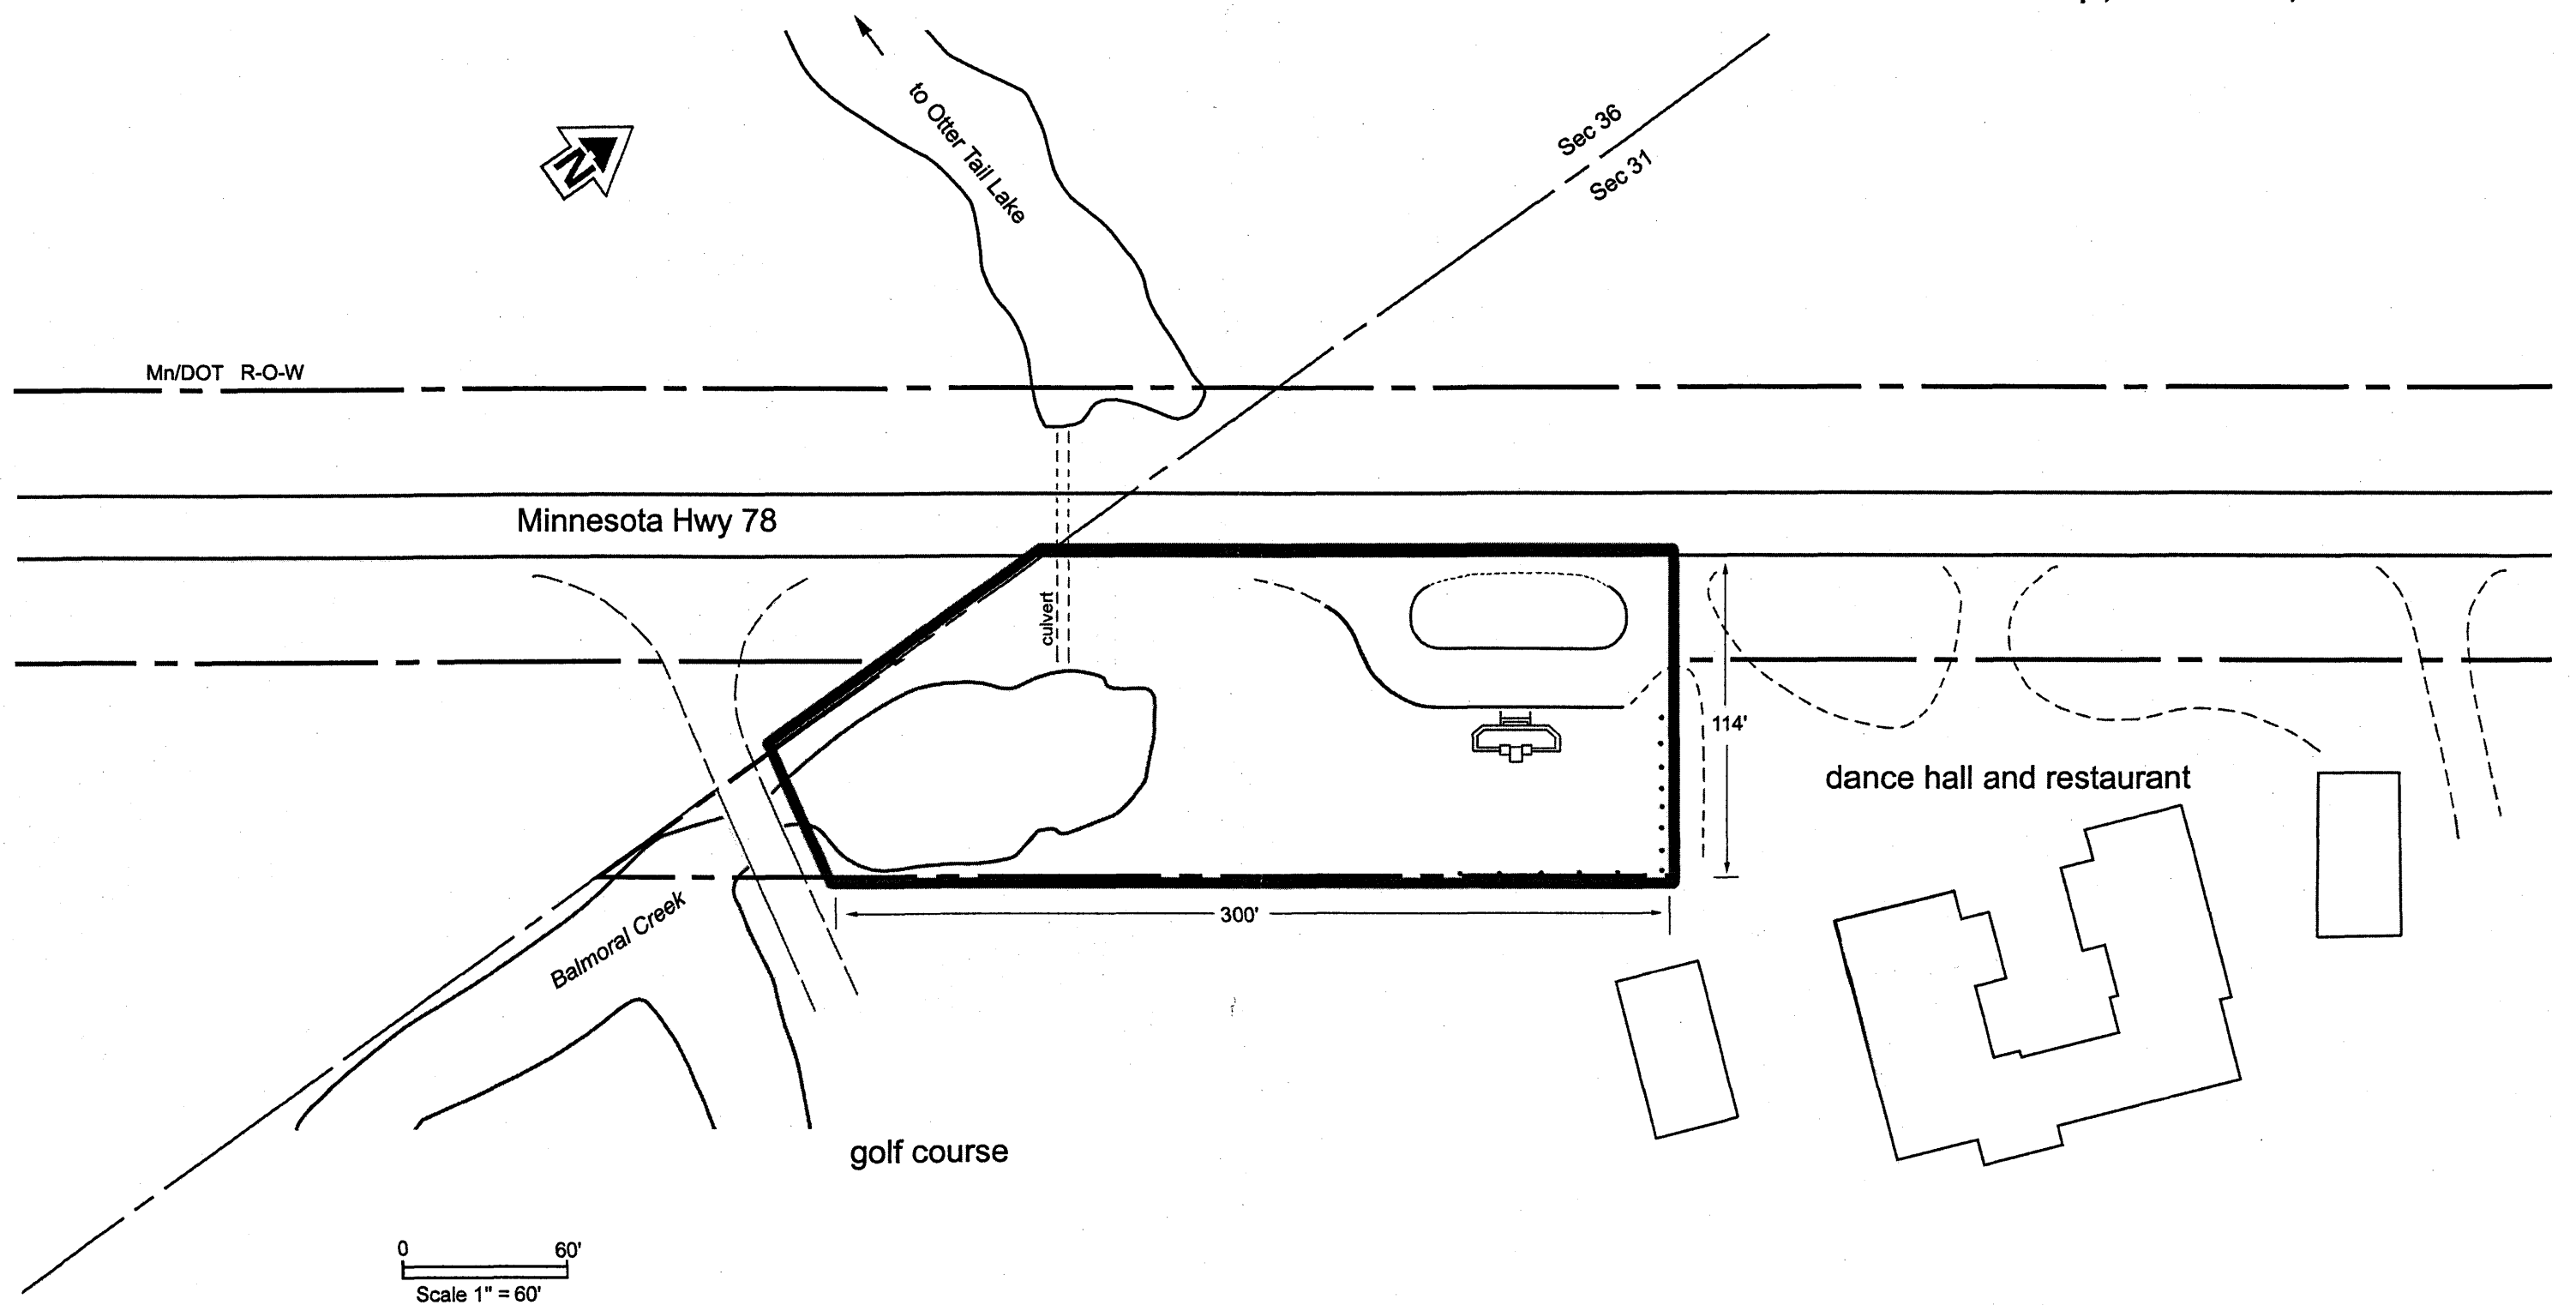 to Otter Tail Lake
Sec 36
Sec 31
N
Mn/DOT R-O-W
Minnesota Hwy 78
culvert
114'
dance hall and restaurant
300'
Balmoral Creek
golf course
0 60'
Scale 1" = 60'